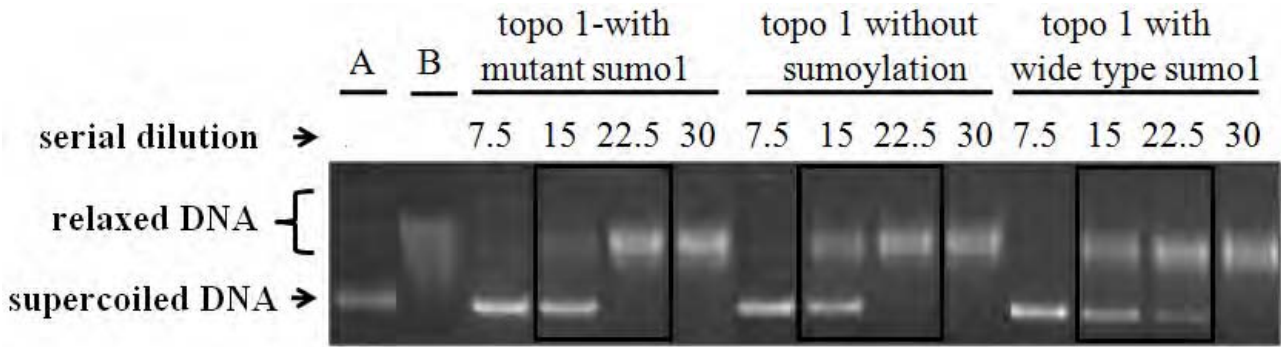 A B topo 1-with mutant sumo1 topo 1 without sumoylation topo 1 with wide type sumo1
serial dilution 7.5 15 22.5 30 7.5 15 22.5 30 7.5 15 22.5 30
relaxed DNA
supercoiled DNA